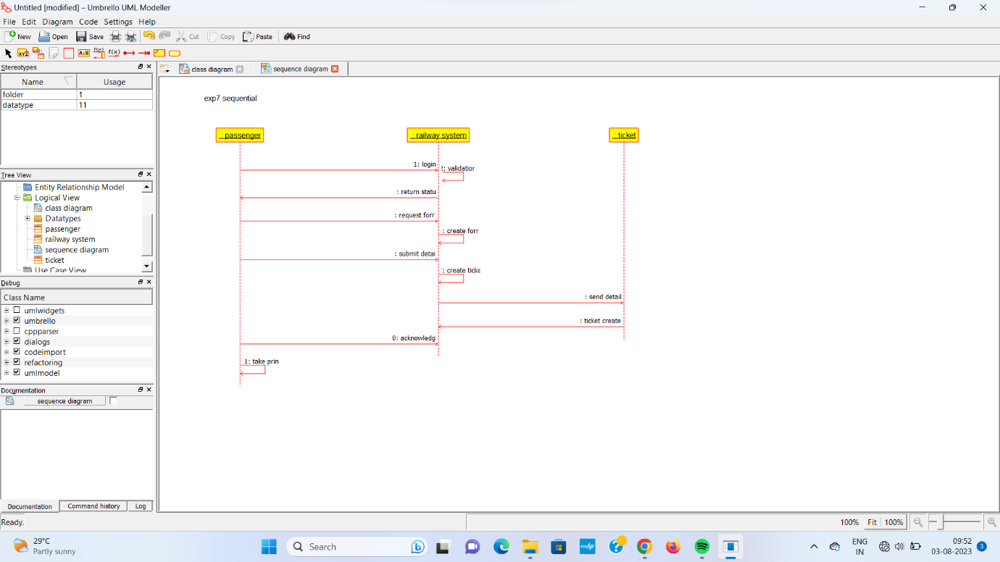 Untitled [modified] – Umbrello UML Modeller
File Edit Diagram Code Settings Help
New Open Save Cut Copy Paste Find
XYZ A:B f(x) f(x)
Stereotypes
class diagram sequence diagram
Name Usage
folder 1
datatype 11
Tree View
Entity Relationship Model
Logical View
class diagram
Datatypes
passenger
railway system
sequence diagram
ticket
Use Case View
Debug
Class Name
umlwidgets
umbrello
cppparser
dialogs
codeimport
refactoring
umlmodel
Documentation
sequence diagram
Documentation Command history Log
exp7 sequential
: passenger : railway system : ticket
1: login
2: validation
: return statu
: request forr
: create forr
: submit detai
: create ticke
: send detail
: ticket create
0: acknowledg
1: take prin
Ready.
100% Fit 100%
29°C
Partly sunny
Search
myhp
ENG
IN
09:52
03-08-2023
3